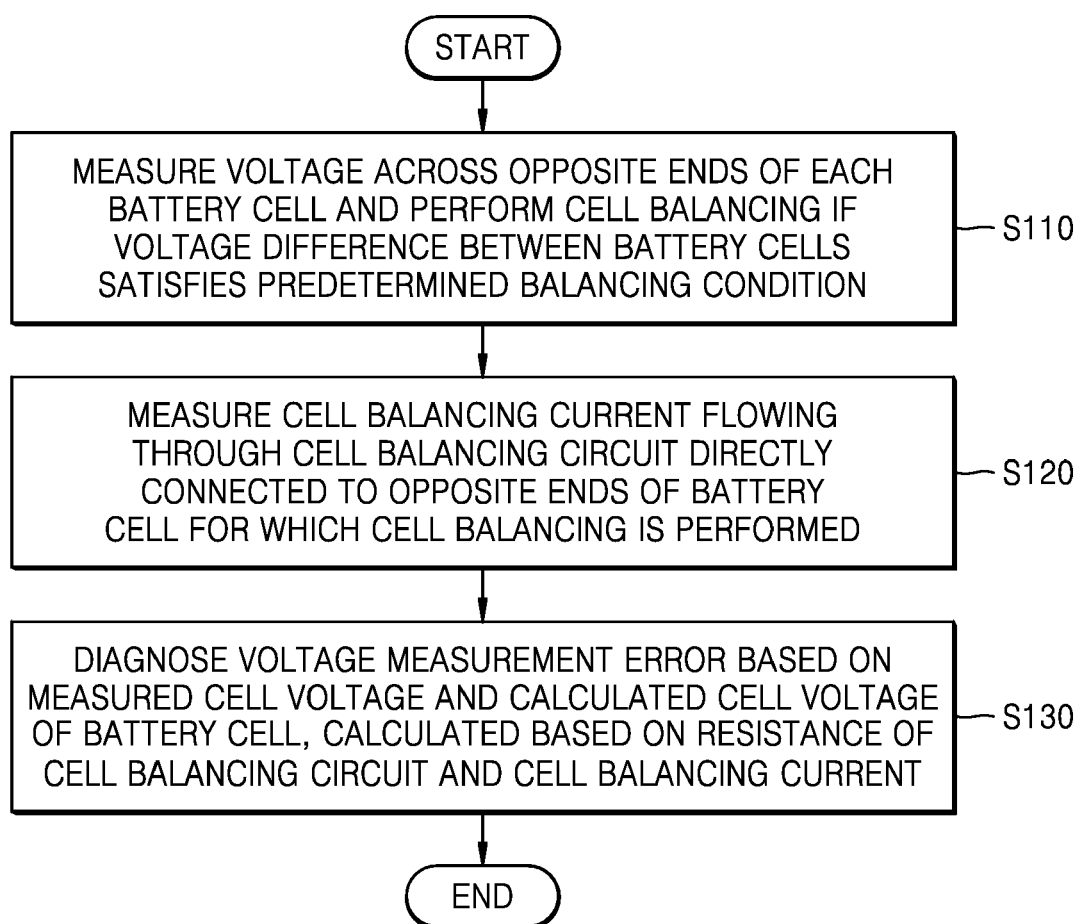 START
MEASURE VOLTAGE ACROSS OPPOSITE ENDS OF EACH
BATTERY CELL AND PERFORM CELL BALANCING IF
VOLTAGE DIFFERENCE BETWEEN BATTERY CELLS
SATISFIES PREDETERMINED BALANCING CONDITION
S110
MEASURE CELL BALANCING CURRENT FLOWING
THROUGH CELL BALANCING CIRCUIT DIRECTLY
CONNECTED TO OPPOSITE ENDS OF BATTERY
CELL FOR WHICH CELL BALANCING IS PERFORMED
S120
DIAGNOSE VOLTAGE MEASUREMENT ERROR BASED ON
MEASURED CELL VOLTAGE AND CALCULATED CELL VOLTAGE
OF BATTERY CELL, CALCULATED BASED ON RESISTANCE OF
CELL BALANCING CIRCUIT AND CELL BALANCING CURRENT
S130
END